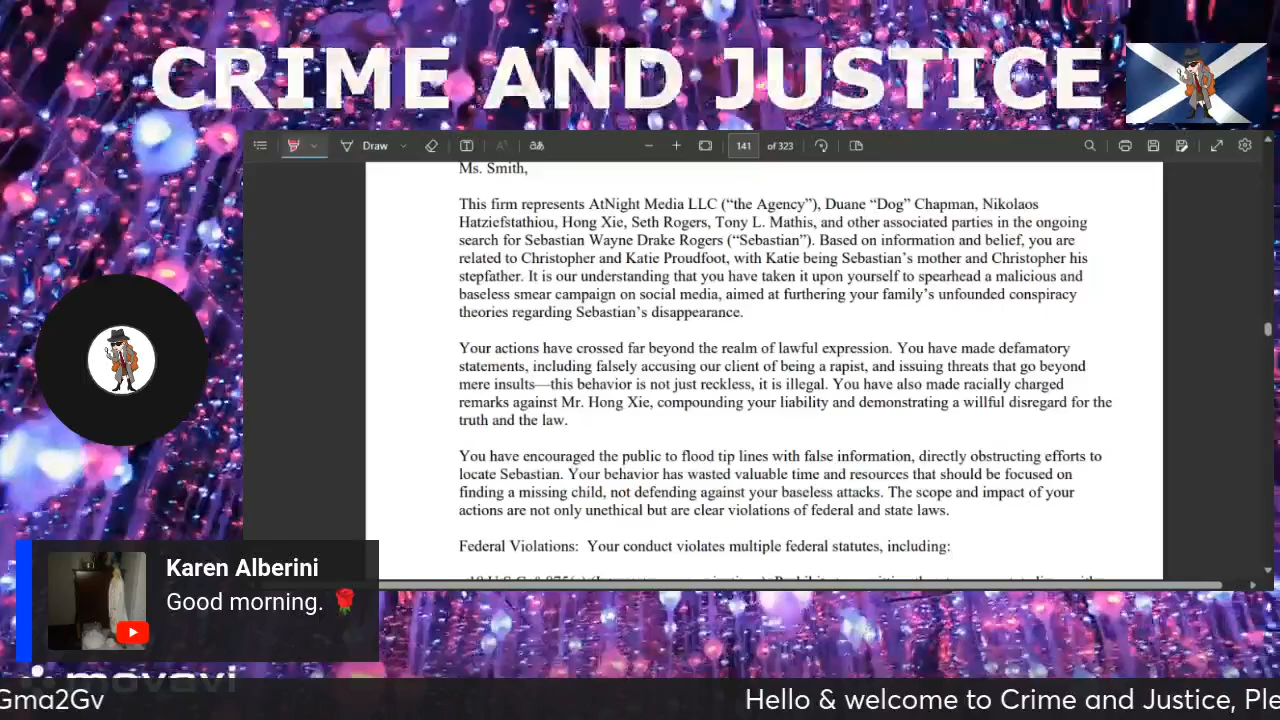 CRIME AND JUSTICE
Draw
141 of 323
Ms. Smith,
This firm represents AtNight Media LLC (“the Agency”), Duane “Dog” Chapman, Nikolaos
Hatziefstathiou, Hong Xie, Seth Rogers, Tony L. Mathis, and other associated parties in the ongoing
search for Sebastian Wayne Drake Rogers (“Sebastian”). Based on information and belief, you are
related to Christopher and Katie Proudfoot, with Katie being Sebastian’s mother and Christopher his
stepfather. It is our understanding that you have taken it upon yourself to spearhead a malicious and
baseless smear campaign on social media, aimed at furthering your family’s unfounded conspiracy
theories regarding Sebastian’s disappearance.
Your actions have crossed far beyond the realm of lawful expression. You have made defamatory
statements, including falsely accusing our client of being a rapist, and issuing threats that go beyond
mere insults—this behavior is not just reckless, it is illegal. You have also made racially charged
remarks against Mr. Hong Xie, compounding your liability and demonstrating a willful disregard for the
truth and the law.
You have encouraged the public to flood tip lines with false information, directly obstructing efforts to
locate Sebastian. Your behavior has wasted valuable time and resources that should be focused on
finding a missing child, not defending against your baseless attacks. The scope and impact of your
actions are not only unethical but are clear violations of federal and state laws.
Federal Violations: Your conduct violates multiple federal statutes, including:
Karen Alberini
Good morning. 🌹
movavi
Gma2Gv
Hello & welcome to Crime and Justice, Ple